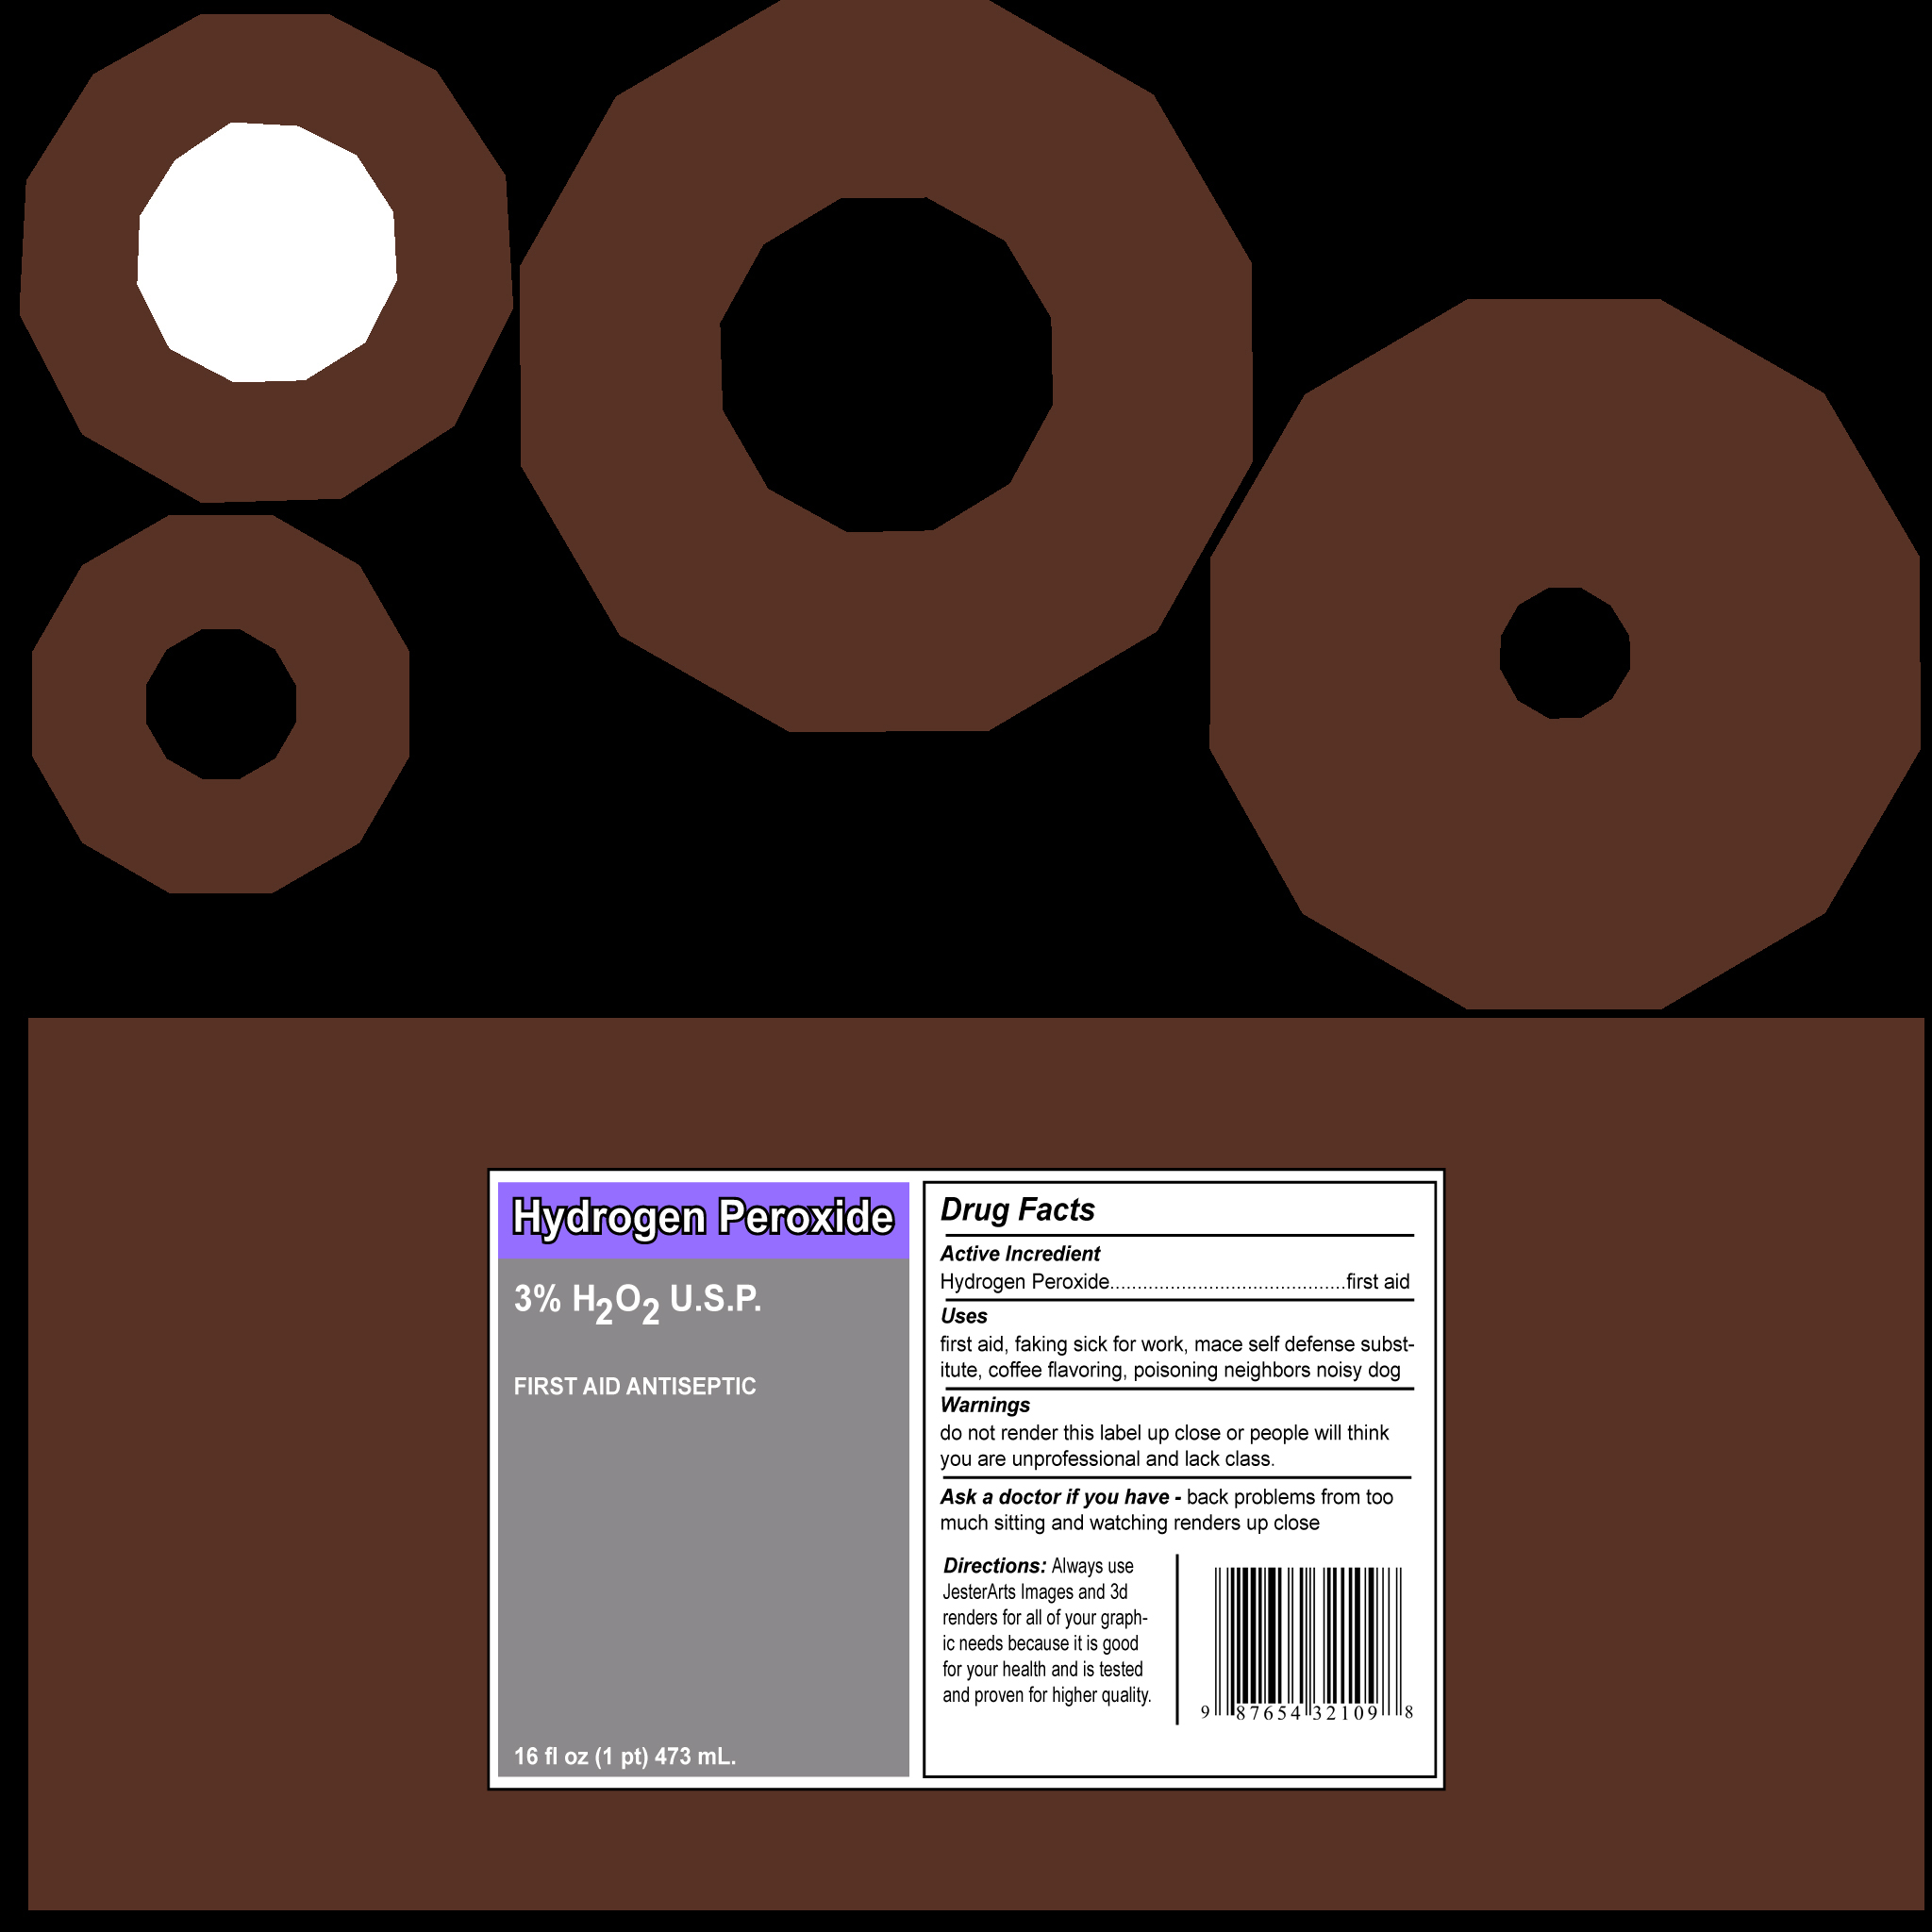 Hydrogen Peroxide
3% H2O2 U.S.P.
FIRST AID ANTISEPTIC
16 fl oz (1 pt) 473 mL.
Drug Facts
Active Incredient
Hydrogen Peroxide..........................................first aid
Uses
first aid, faking sick for work, mace self defense subst-
itute, coffee flavoring, poisoning neighbors noisy dog
Warnings
do not render this label up close or people will think
you are unprofessional and lack class.
Ask a doctor if you have - back problems from too
much sitting and watching renders up close
Directions: Always use
JesterArts Images and 3d
renders for all of your graph-
ic needs because it is good
for your health and is tested
and proven for higher quality.
9 87654 32109 8